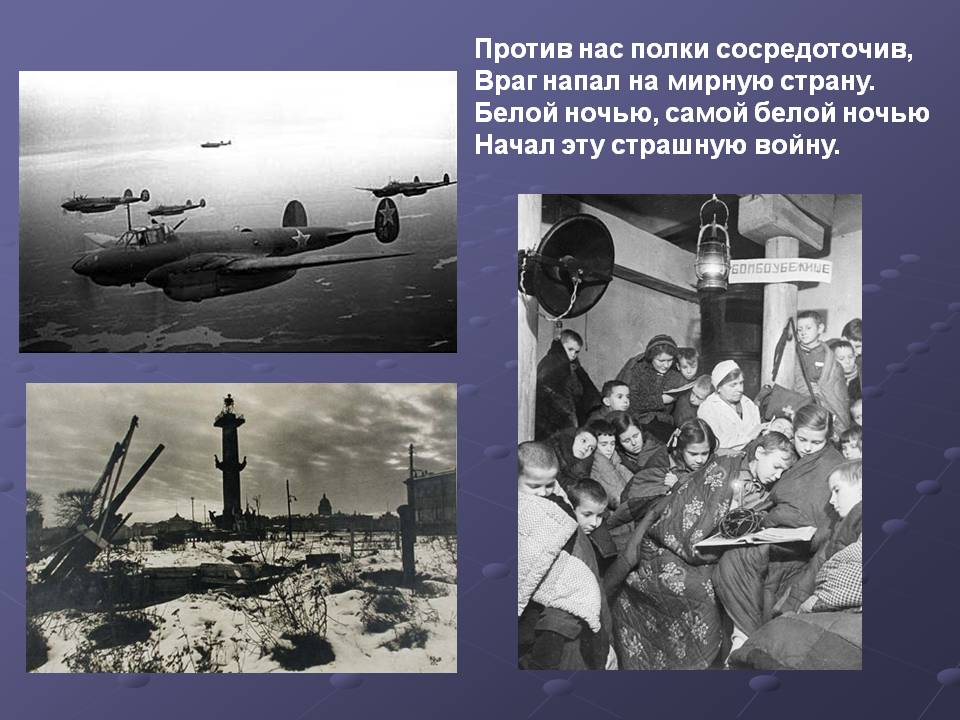 Против нас полки сосредоточив,
Враг напал на мирную страну.
Белой ночью, самой белой ночью
Начал эту страшную войну.
БОМБОУБЕЖИЩЕ